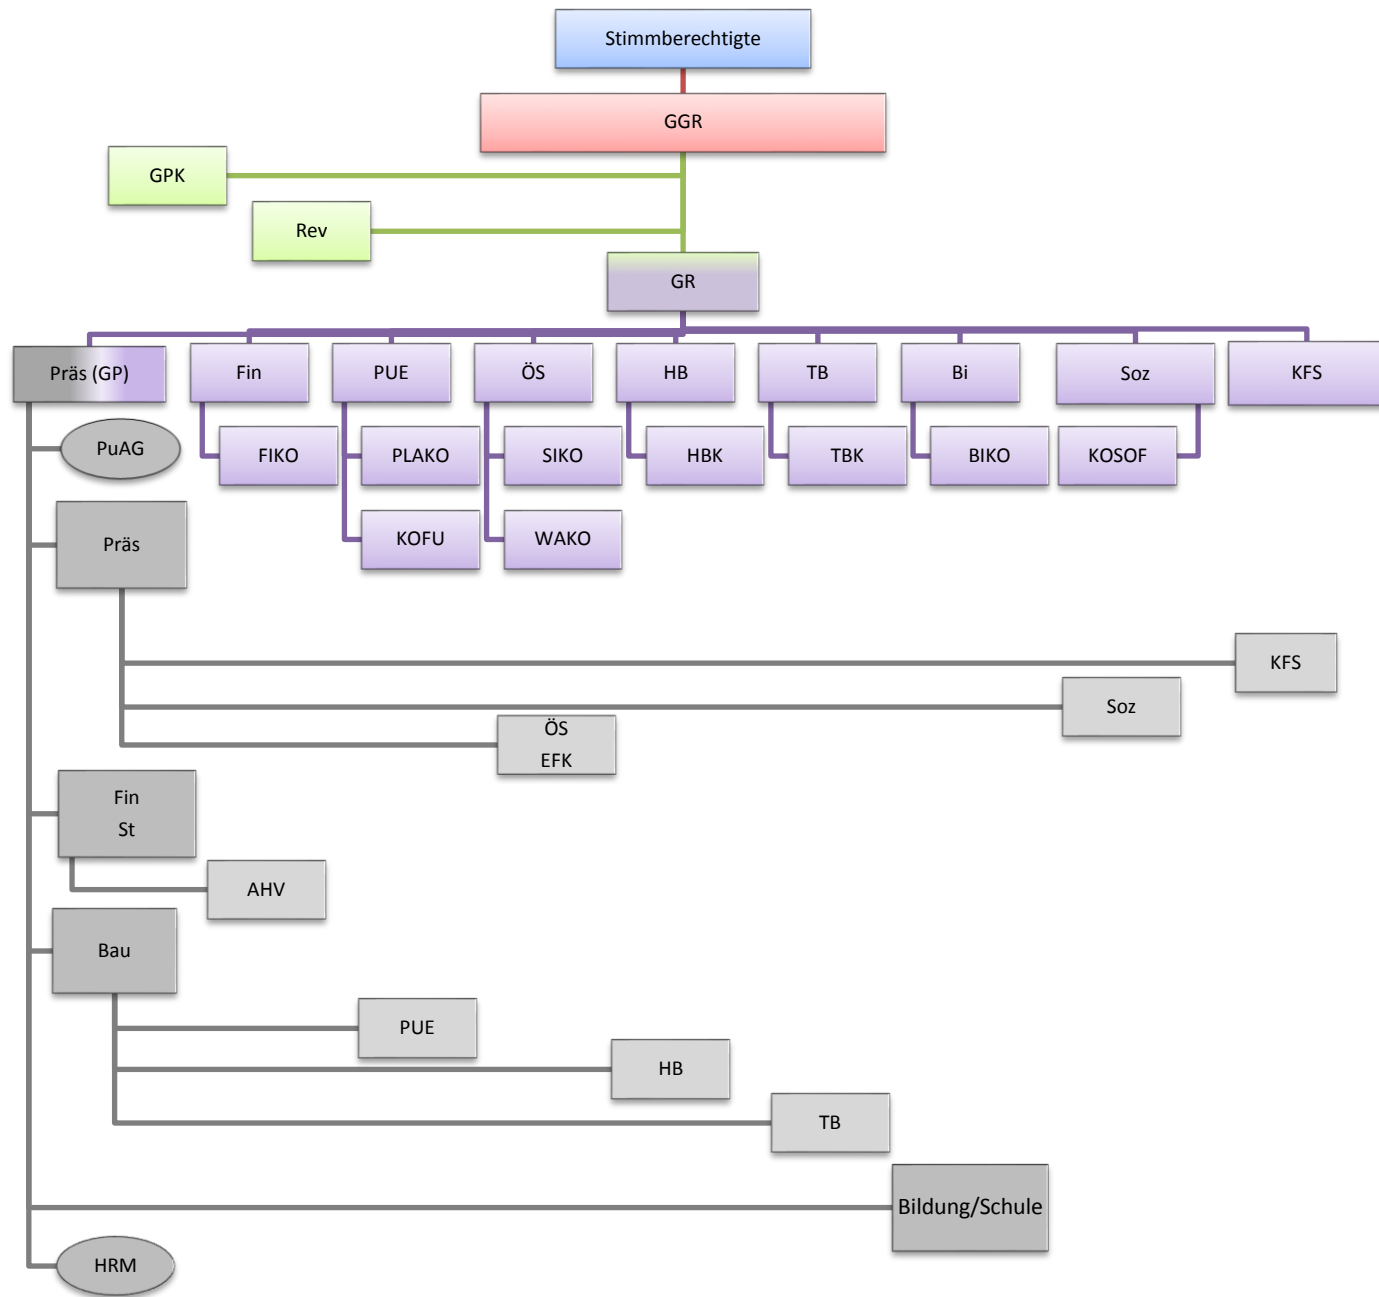 Stimmberechtigte
GGR
GPK
Rev
GR
Präs (GP)
Fin
PUE
ÖS
HB
TB
Bi
Soz
KFS
PuAG
FIKO
PLAKO
SIKO
HBK
TBK
BIKO
KOSOF
Präs
KOFU
WAKO
KFS
Soz
ÖS
EFK
Fin
St
AHV
Bau
PUE
HB
TB
Bildung/Schule
HRM